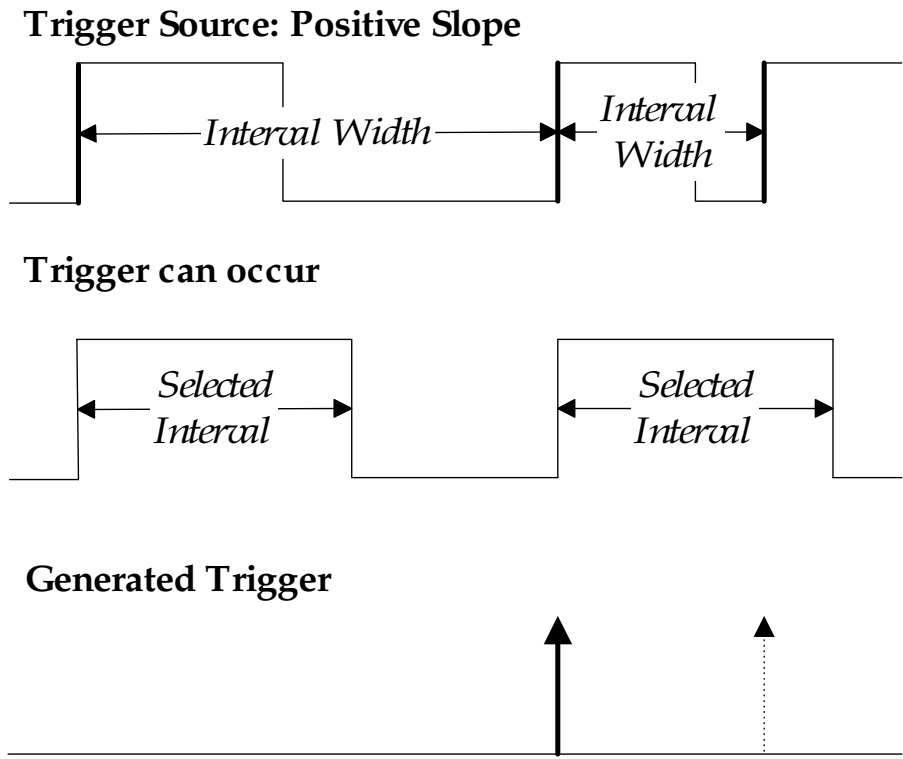 Trigger Source: Positive Slope
Interval Width
Interval
Width
Trigger can occur
Selected
Interval
Selected
Interval
Generated Trigger